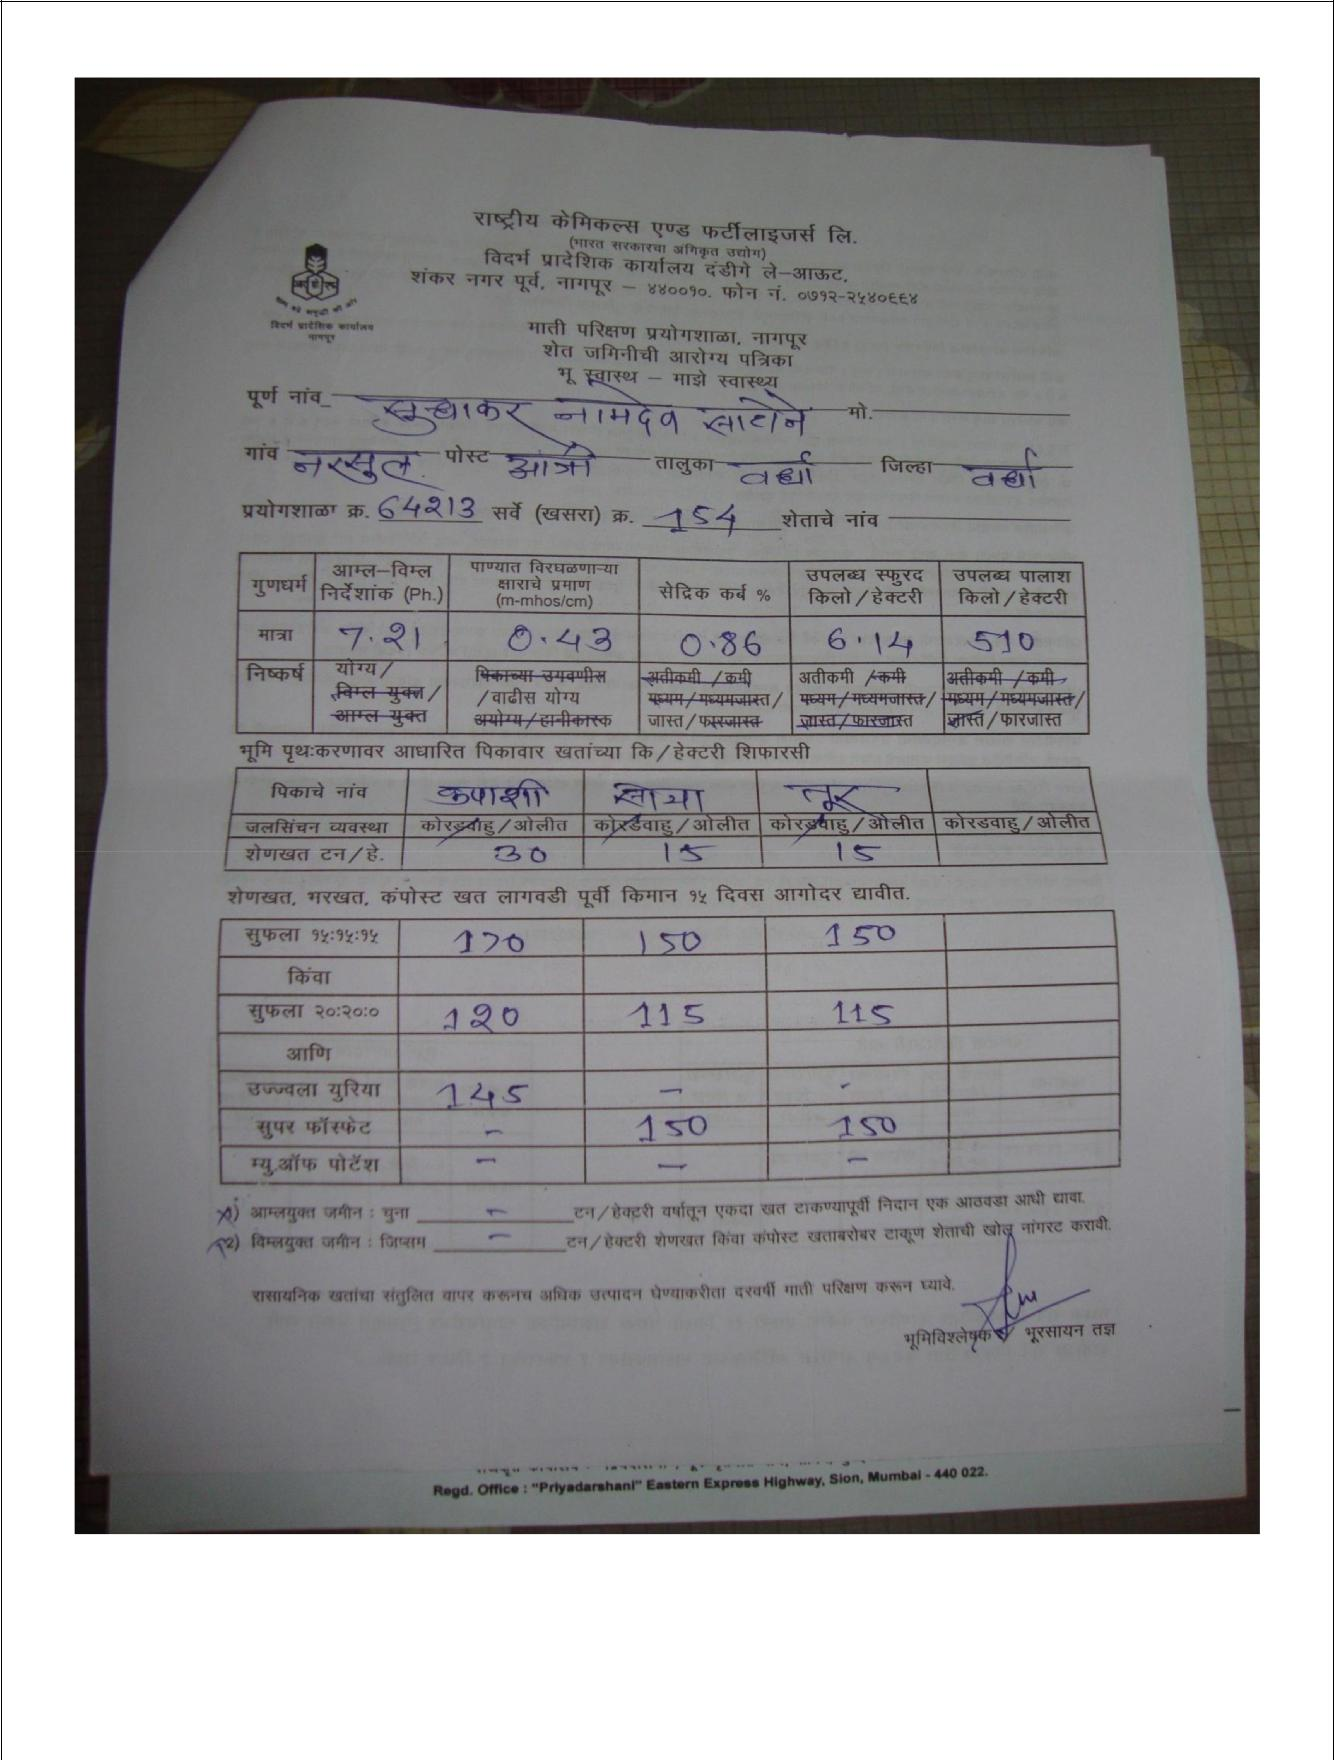 राष्ट्रीय केमिकल्स एण्ड फर्टीलाइजर्स लि.
(भारत सरकारचा अंगिकृत उद्योग)
विदर्भ प्रादेशिक कार्यालय दंडीगे ले–आऊट,
शंकर नगर पूर्व, नागपूर – ४४००१०. फोन नं. ०७१२-२५४०६६४
विदर्भ प्रादेशिक कार्यालय
नागपूर
माती परिक्षण प्रयोगशाळा, नागपूर
शेत जमिनीची आरोग्य पत्रिका
भू स्वास्थ – माझे स्वास्थ्य
पूर्ण नांव सुधाकर नामदेव साटोने मो.
गांव नरसुल पोस्ट आंजी तालुका वर्धा जिल्हा वर्धा
प्रयोगशाळा क्र. 64213 सर्वे (खसरा) क्र. 154 शेताचे नांव
गुणधर्म आम्ल–विम्ल निर्देशांक (Ph.) पाण्यात विरघळणाऱ्या क्षाराचे प्रमाण (m-mhos/cm) सेंद्रिक कर्ब % उपलब्ध स्फुरद किलो / हेक्टरी उपलब्ध पालाश किलो / हेक्टरी
मात्रा 7.21 0.43 0.86 6.14 510
निष्कर्ष योग्य / पिकाच्या उगवणीस अतीकमी / कमी अतीकमी / कमी अतीकमी / कमी
विम्ल युक्त / / वाढीस योग्य मध्यम / मध्यमजास्त / मध्यम / मध्यमजास्त / मध्यम / मध्यमजास्त /
आम्ल युक्त अयोग्य / हानीकारक जास्त / फारजास्त जास्त / फारजास्त जास्त / फारजास्त
भूमि पृथःकरणावर आधारित पिकावार खतांच्या कि / हेक्टरी शिफारसी
पिकाचे नांव कपाशी सोया तूर
जलसिंचन व्यवस्था कोरडवाहु / ओलीत कोरडवाहु / ओलीत कोरडवाहु / ओलीत कोरडवाहु / ओलीत
शेणखत टन / हे. 30 15 15
शेणखत, भरखत, कंपोस्ट खत लागवडी पूर्वी किमान १५ दिवस आगोदर द्यावीत.
सुफला १५:१५:१५ 170 150 150
किंवा
सुफला २०:२०:० 120 115 115
आणि
उज्ज्वला युरिया 145 – -
सुपर फॉस्फेट – 150 150
म्यु.ऑफ पोटॅश – – –
१) आम्लयुक्त जमीन : चुना – टन / हेक्टरी वर्षातून एकदा खत टाकण्यापूर्वी निदान एक आठवडा आधी द्यावा.
२) विम्लयुक्त जमीन : जिप्सम – टन / हेक्टरी शेणखत किंवा कंपोस्ट खताबरोबर टाकूण शेताची खोल नांगरट करावी.
रासायनिक खतांचा संतुलित वापर करूनच अधिक उत्पादन घेण्याकरीता दरवर्षी माती परिक्षण करून घ्यावे.
भूमिविश्लेषक भूरसायन तज्ञ
Regd. Office : "Priyadarshani" Eastern Express Highway, Sion, Mumbai - 440 022.